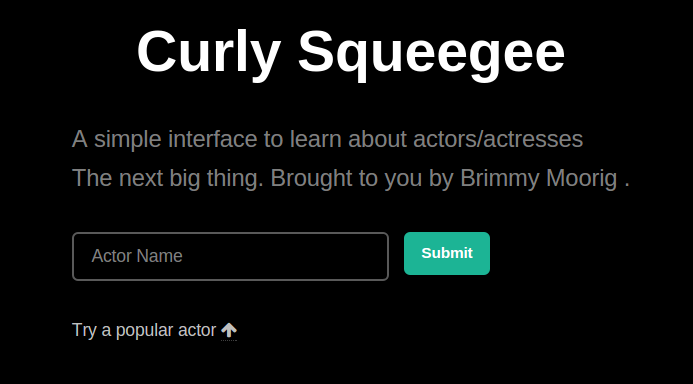 Curly Squeegee
A simple interface to learn about actors/actresses
The next big thing. Brought to you by Brimmy Moorig .
Actor Name
Submit
Try a popular actor